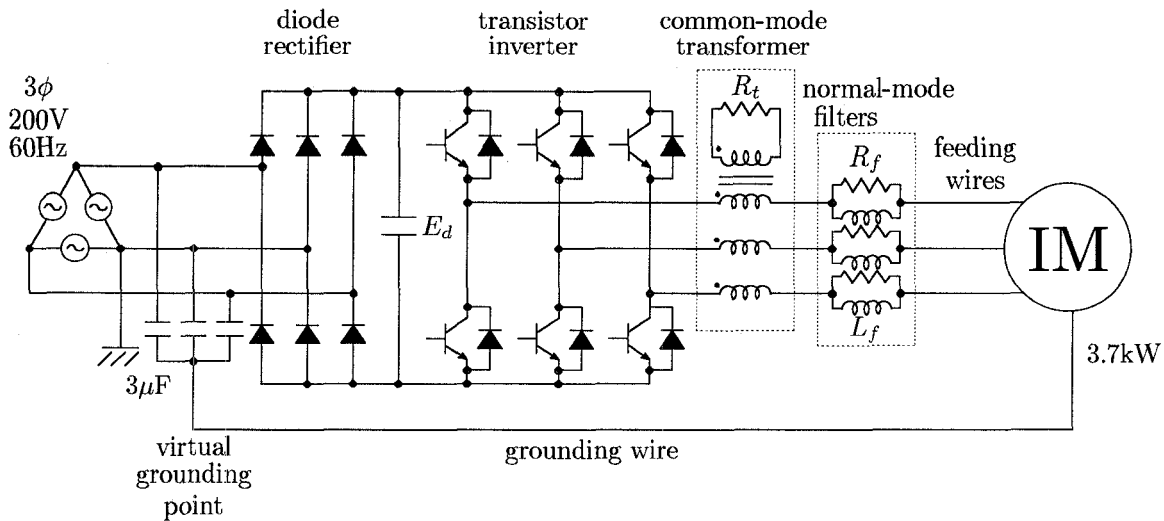 diode
rectifier
transistor
inverter
common-mode
transformer
3ϕ
200V
60Hz
R_t
normal-mode
filters
R_f
feeding
wires
E_d
IM
L_f
3.7kW
3μF
virtual
grounding
point
grounding wire